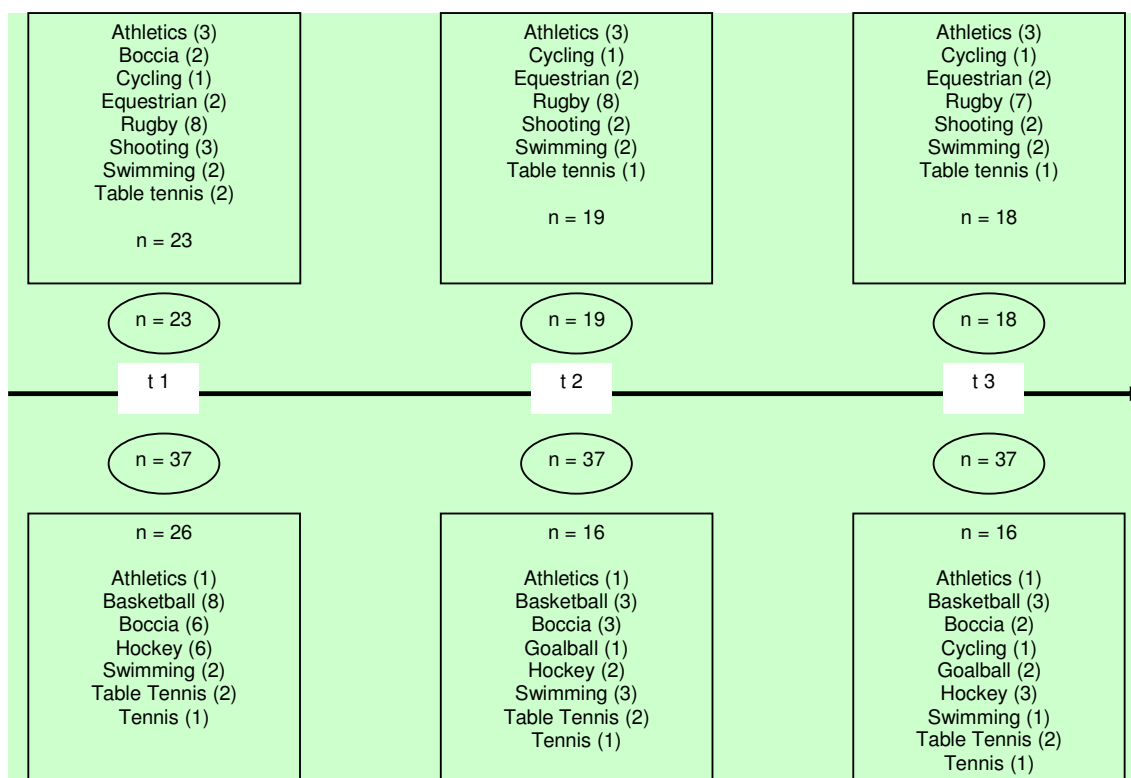 Athletics (3)
Boccia (2)
Cycling (1)
Equestrian (2)
Rugby (8)
Shooting (3)
Swimming (2)
Table tennis (2)
n = 23
Athletics (3)
Cycling (1)
Equestrian (2)
Rugby (8)
Shooting (2)
Swimming (2)
Table tennis (1)
n = 19
Athletics (3)
Cycling (1)
Equestrian (2)
Rugby (7)
Shooting (2)
Swimming (2)
Table tennis (1)
n = 18
n = 23
n = 19
n = 18
t 1
t 2
t 3
n = 37
n = 37
n = 37
n = 26
Athletics (1)
Basketball (8)
Boccia (6)
Hockey (6)
Swimming (2)
Table Tennis (2)
Tennis (1)
n = 16
Athletics (1)
Basketball (3)
Boccia (3)
Goalball (1)
Hockey (2)
Swimming (3)
Table Tennis (2)
Tennis (1)
n = 16
Athletics (1)
Basketball (3)
Boccia (2)
Cycling (1)
Goalball (2)
Hockey (3)
Swimming (1)
Table Tennis (2)
Tennis (1)